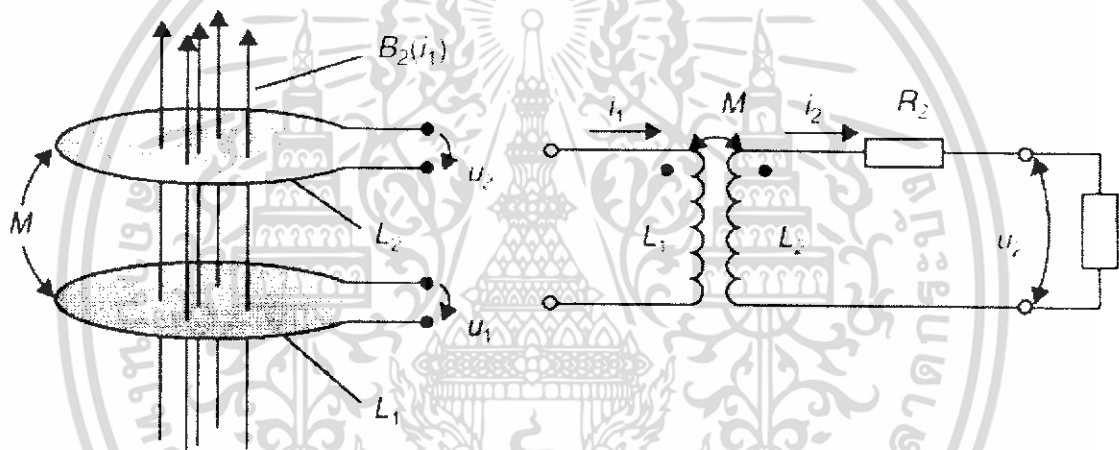 B₂(i₁)
M
u₂
L₂
u₁
L₁
i₁
M
i₂
R₂
L₁
L₂
u₂